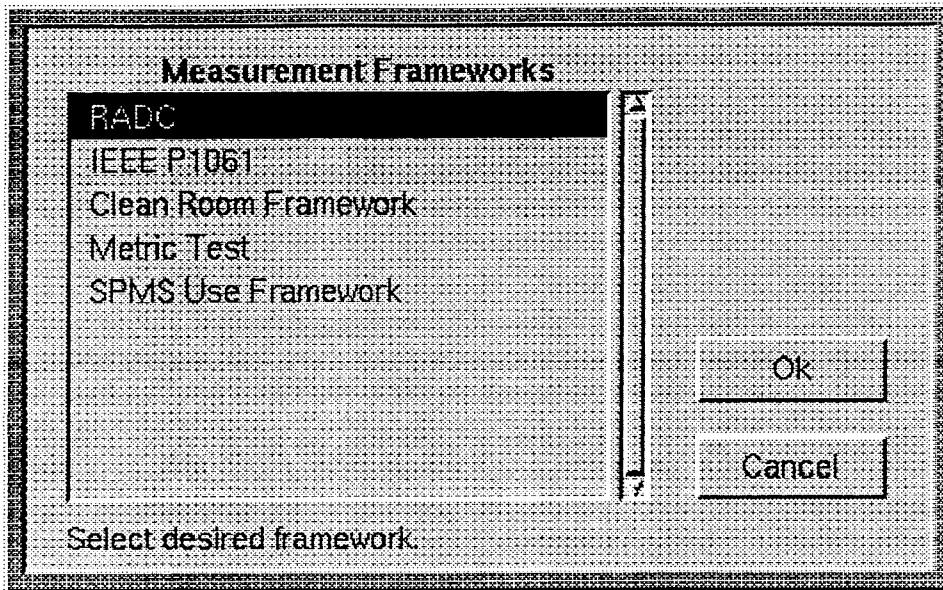 Measurement Frameworks
RADC
IEEE P1061
Clean Room Framework
Metric Test
SPMS Use Framework
Ok
Cancel
Select desired framework.